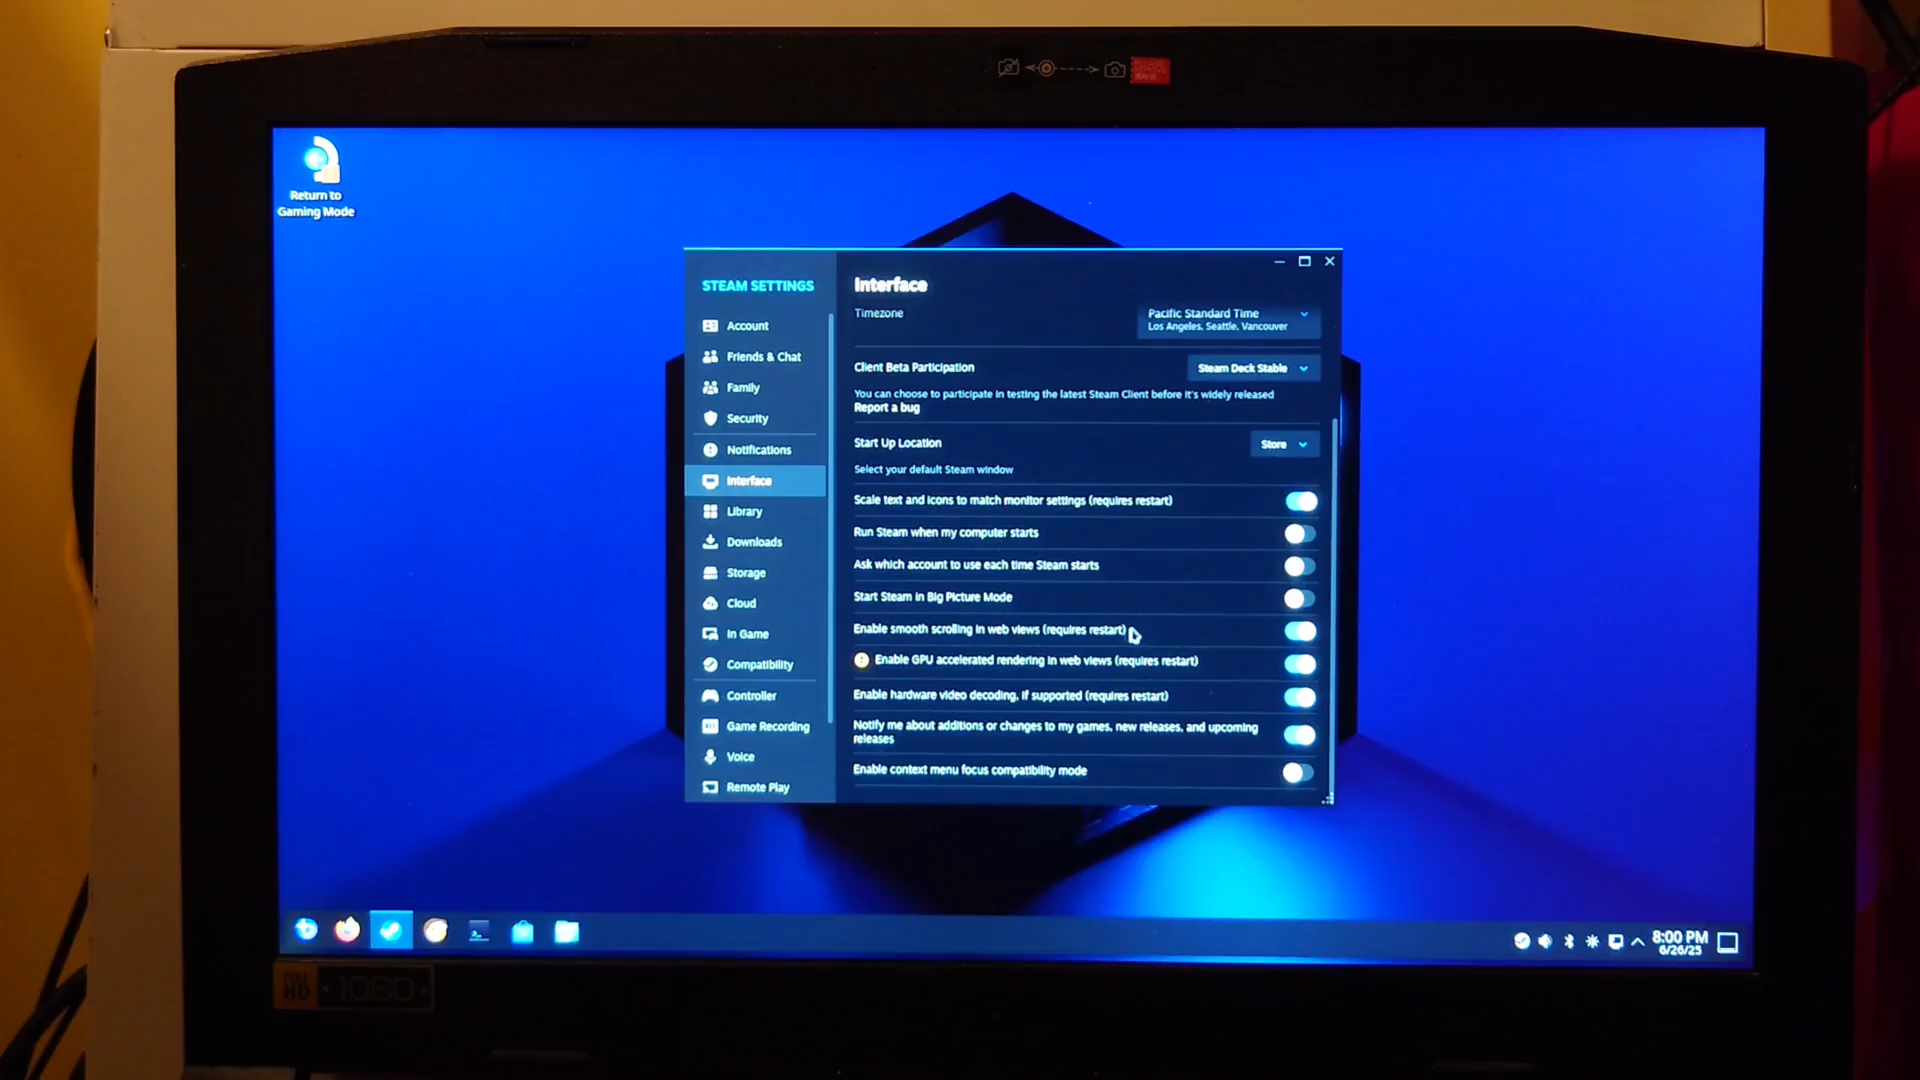 Return to
Gaming Mode
STEAM SETTINGS
Account
Friends & Chat
Family
Security
Notifications
Interface
Library
Downloads
Storage
Cloud
In Game
Compatibility
Controller
Game Recording
Voice
Remote Play
Interface
Timezone
Pacific Standard Time
Los Angeles, Seattle, Vancouver
Client Beta Participation
Steam Deck Stable
You can choose to participate in testing the latest Steam Client before it's widely released
Report a bug
Start Up Location
Store
Select your default Steam window
Scale text and icons to match monitor settings (requires restart)
Run Steam when my computer starts
Ask which account to use each time Steam starts
Start Steam in Big Picture Mode
Enable smooth scrolling in web views (requires restart)
Enable GPU accelerated rendering in web views (requires restart)
Enable hardware video decoding, if supported (requires restart)
Notify me about additions or changes to my games, new releases, and upcoming
releases
Enable context menu focus compatibility mode
8:00 PM
6/26/25
FULL
HD
1080